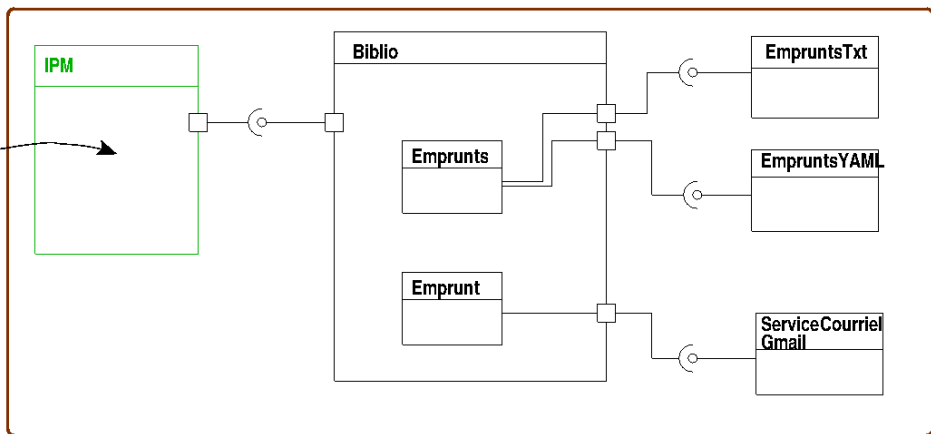 IPM
Biblio
Emprunts
Emprunt
EmpruntsTxt
EmpruntsYAML
ServiceCourriel
Gmail